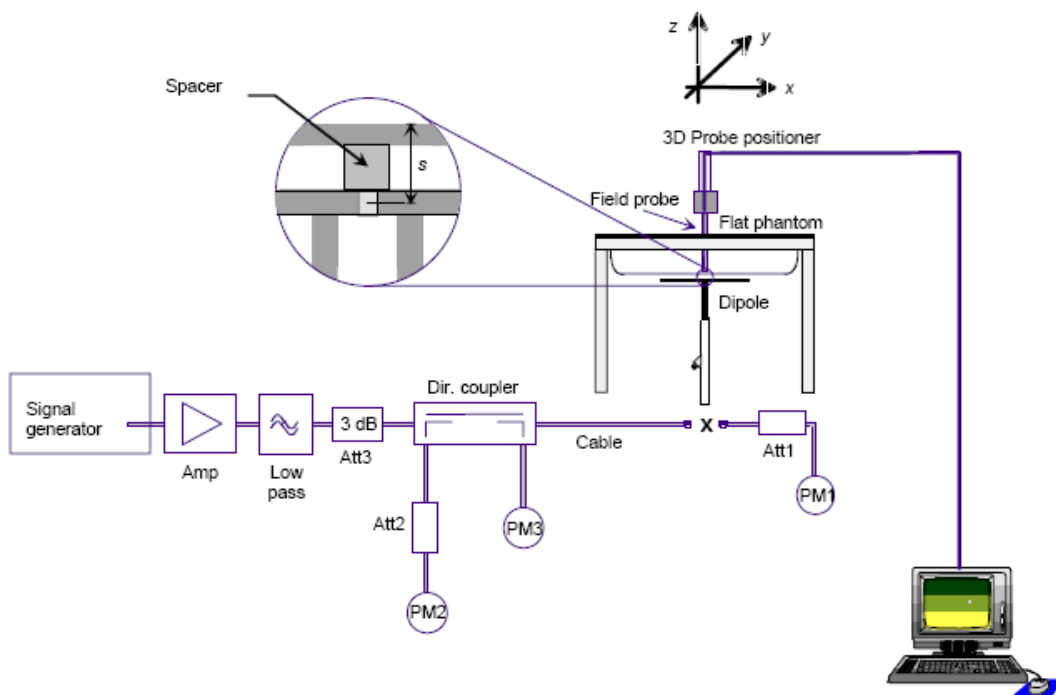 z
y
x
Spacer
s
3D Probe positioner
Field probe
Flat phantom
Dipole
Signal
generator
Amp
Low
pass
3 dB
Att3
Dir. coupler
Cable
X
Att1
PM1
Att2
PM3
PM2